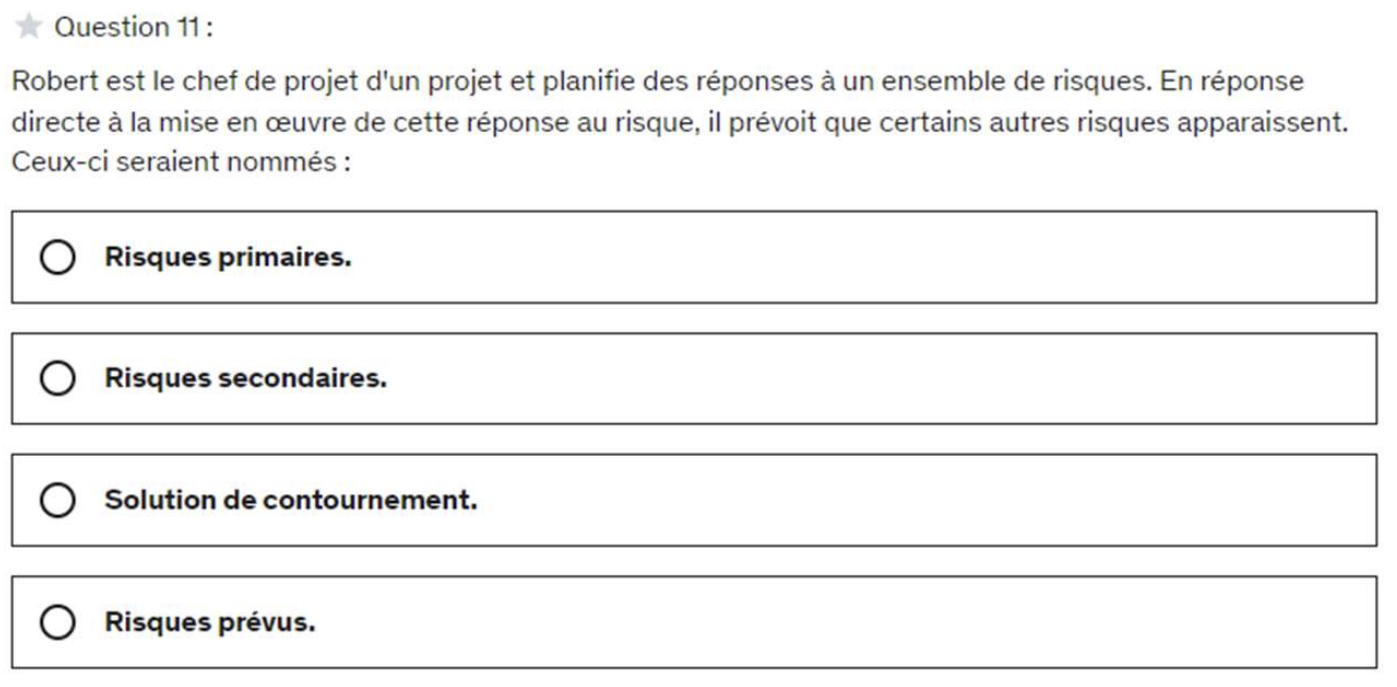 Question 11 :
Robert est le chef de projet d'un projet et planifie des réponses à un ensemble de risques. En réponse
directe à la mise en œuvre de cette réponse au risque, il prévoit que certains autres risques apparaissent.
Ceux-ci seraient nommés :
Risques primaires.
Risques secondaires.
Solution de contournement.
Risques prévus.